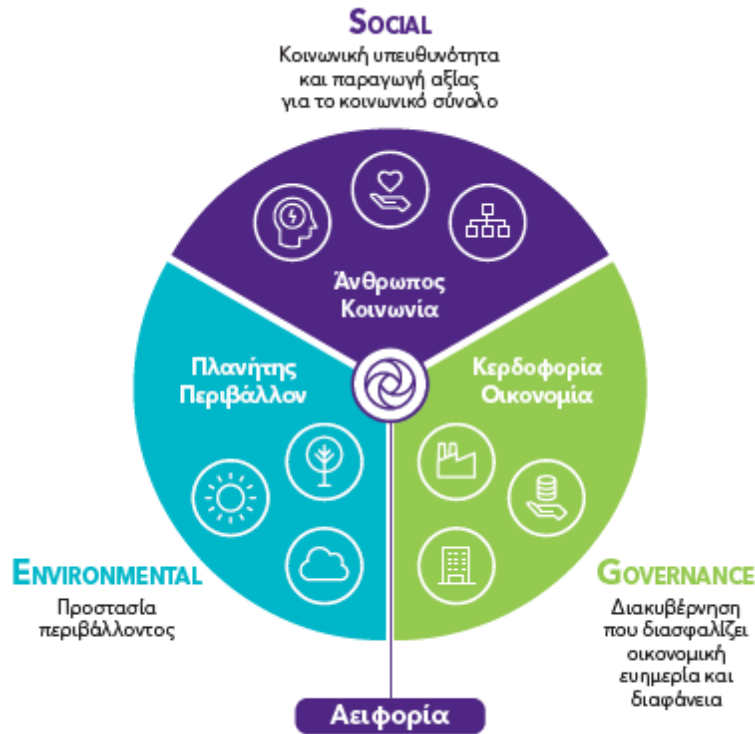 SOCIAL
Κοινωνική υπευθυνότητα
και παραγωγή αξίας
για το κοινωνικό σύνολο
Άνθρωπος
Κοινωνία
Πλανήτης
Περιβάλλον
Κερδοφορία
Οικονομία
ENVIRONMENTAL
Προστασία
περιβάλλοντος
GOVERNANCE
Διακυβέρνηση
που διασφαλίζει
οικονομική
ευημερία και
διαφάνεια
Αειφορία